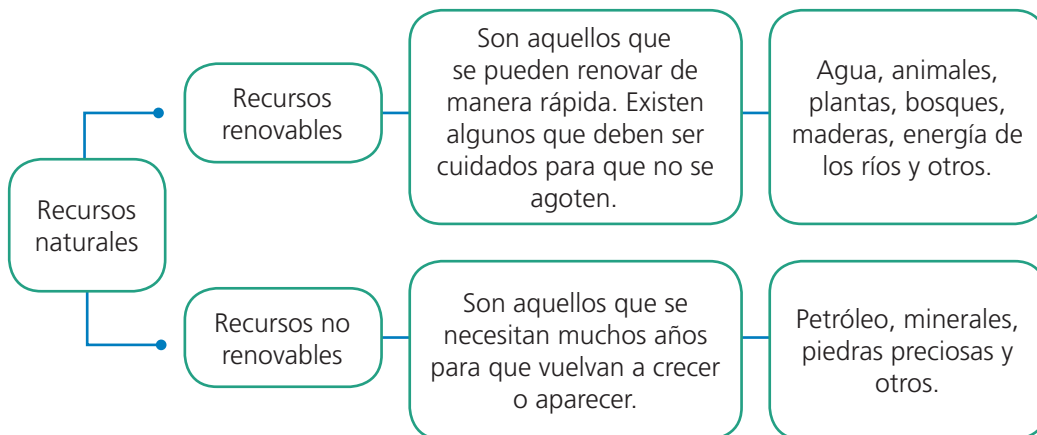 Recursos
naturales
Recursos
renovables
Son aquellos que
se pueden renovar de
manera rápida. Existen
algunos que deben ser
cuidados para que no se
agoten.
Agua, animales,
plantas, bosques,
maderas, energía de
los ríos y otros.
Recursos no
renovables
Son aquellos que se
necesitan muchos años
para que vuelvan a crecer
o aparecer.
Petróleo, minerales,
piedras preciosas y
otros.